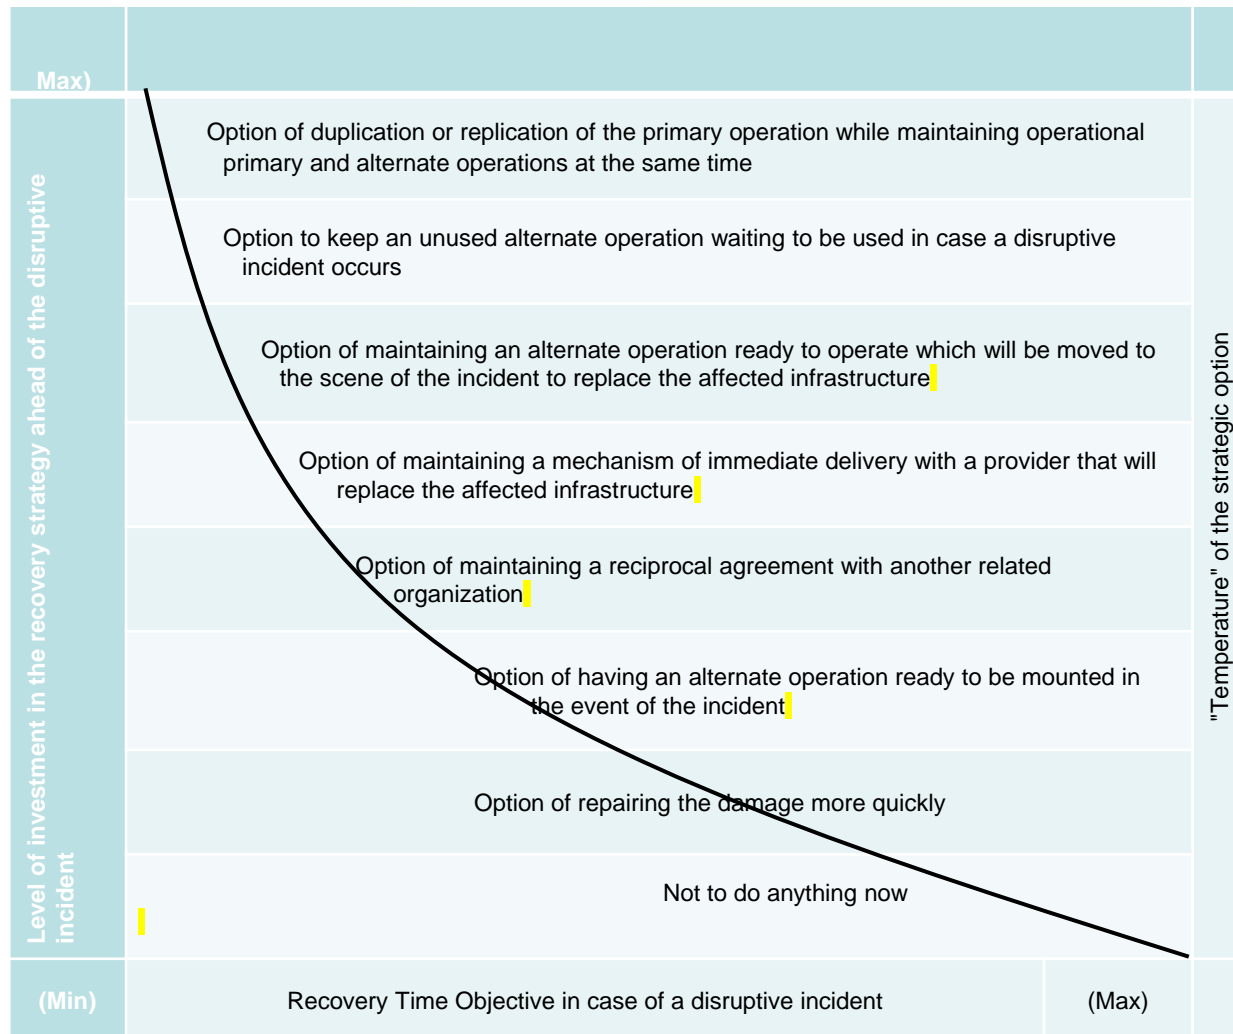 Max)
Level of investment in the recovery strategy ahead of the disruptive
incident
Option of duplication or replication of the primary operation while maintaining operational
primary and alternate operations at the same time
Option to keep an unused alternate operation waiting to be used in case a disruptive
incident occurs
Option of maintaining an alternate operation ready to operate which will be moved to
the scene of the incident to replace the affected infrastructure
Option of maintaining a mechanism of immediate delivery with a provider that will
replace the affected infrastructure
Option of maintaining a reciprocal agreement with another related
organization
Option of having an alternate operation ready to be mounted in
the event of the incident
Option of repairing the damage more quickly
Not to do anything now
"Temperature" of the strategic option
(Min)
Recovery Time Objective in case of a disruptive incident
(Max)